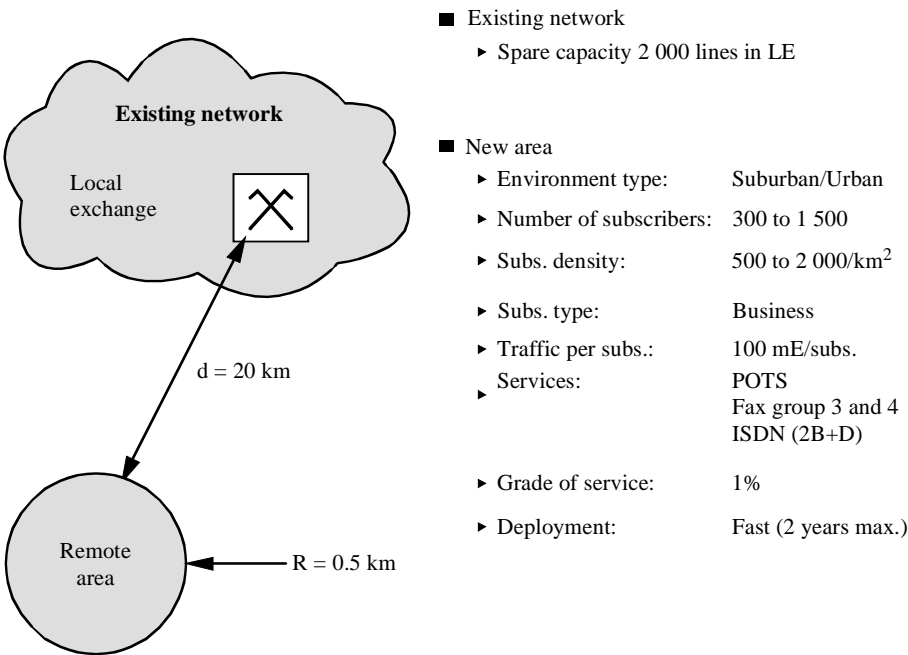 Existing network
Local
exchange
d = 20 km
Remote
area
R = 0.5 km
Existing network
Spare capacity 2 000 lines in LE
New area
Environment type: Suburban/Urban
Number of subscribers: 300 to 1 500
Subs. density: 500 to 2 000/km²
Subs. type: Business
Traffic per subs.: 100 mE/subs.
Services: POTS
Fax group 3 and 4
ISDN (2B+D)
Grade of service: 1%
Deployment: Fast (2 years max.)